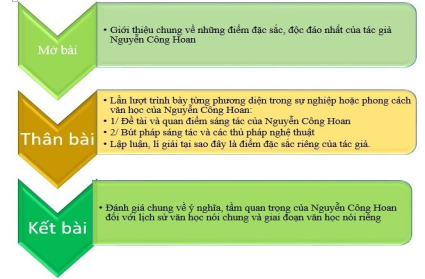 Mở bài
• Giới thiệu chung về những điểm đặc sắc, độc đáo nhất của tác giả
Nguyễn Công Hoan
Thân bài
• Lần lượt trình bày từng phương diện trong sự nghiệp hoặc phong cách
văn học của Nguyễn Công Hoan:
• 1/ Đề tài và quan điểm sáng tác của Nguyễn Công Hoan
• 2/ Bút pháp sáng tác và các thủ pháp nghệ thuật
• Lập luận, lí giải tại sao đây là điểm đặc sắc riêng của tác giả.
Kết bài
• Đánh giá chung về ý nghĩa, tầm quan trọng của Nguyễn Công Hoan
đối với lịch sử văn học nói chung và giai đoạn văn học nói riêng